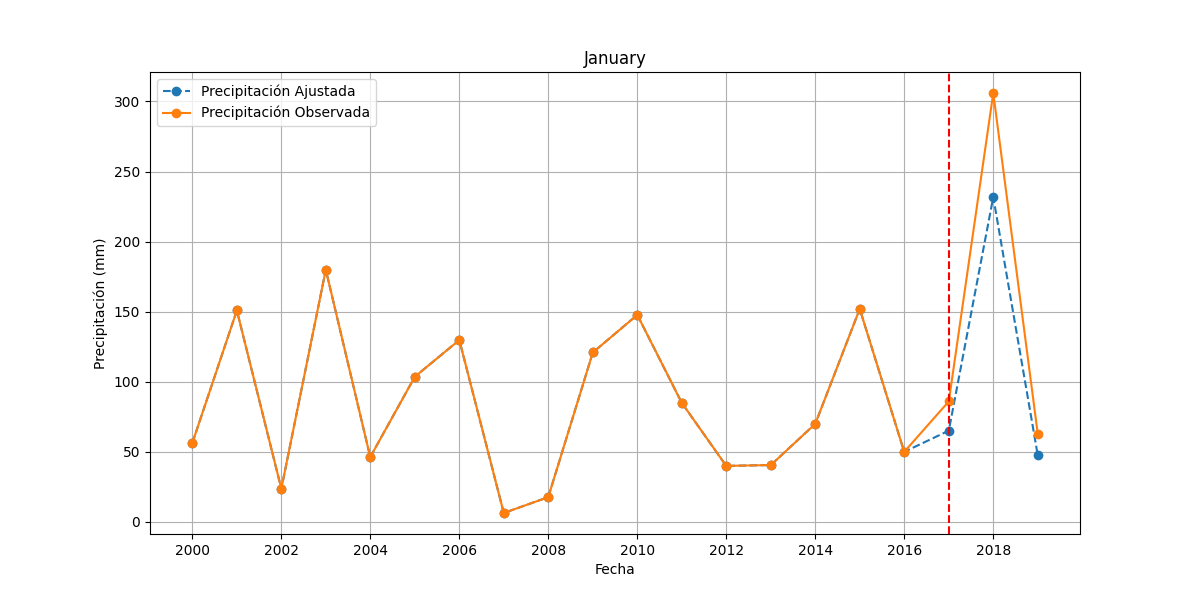 January
Precipitación Ajustada
Precipitación Observada
Precipitación (mm)
300
250
200
150
100
50
0
2000 2002 2004 2006 2008 2010 2012 2014 2016 2018
Fecha